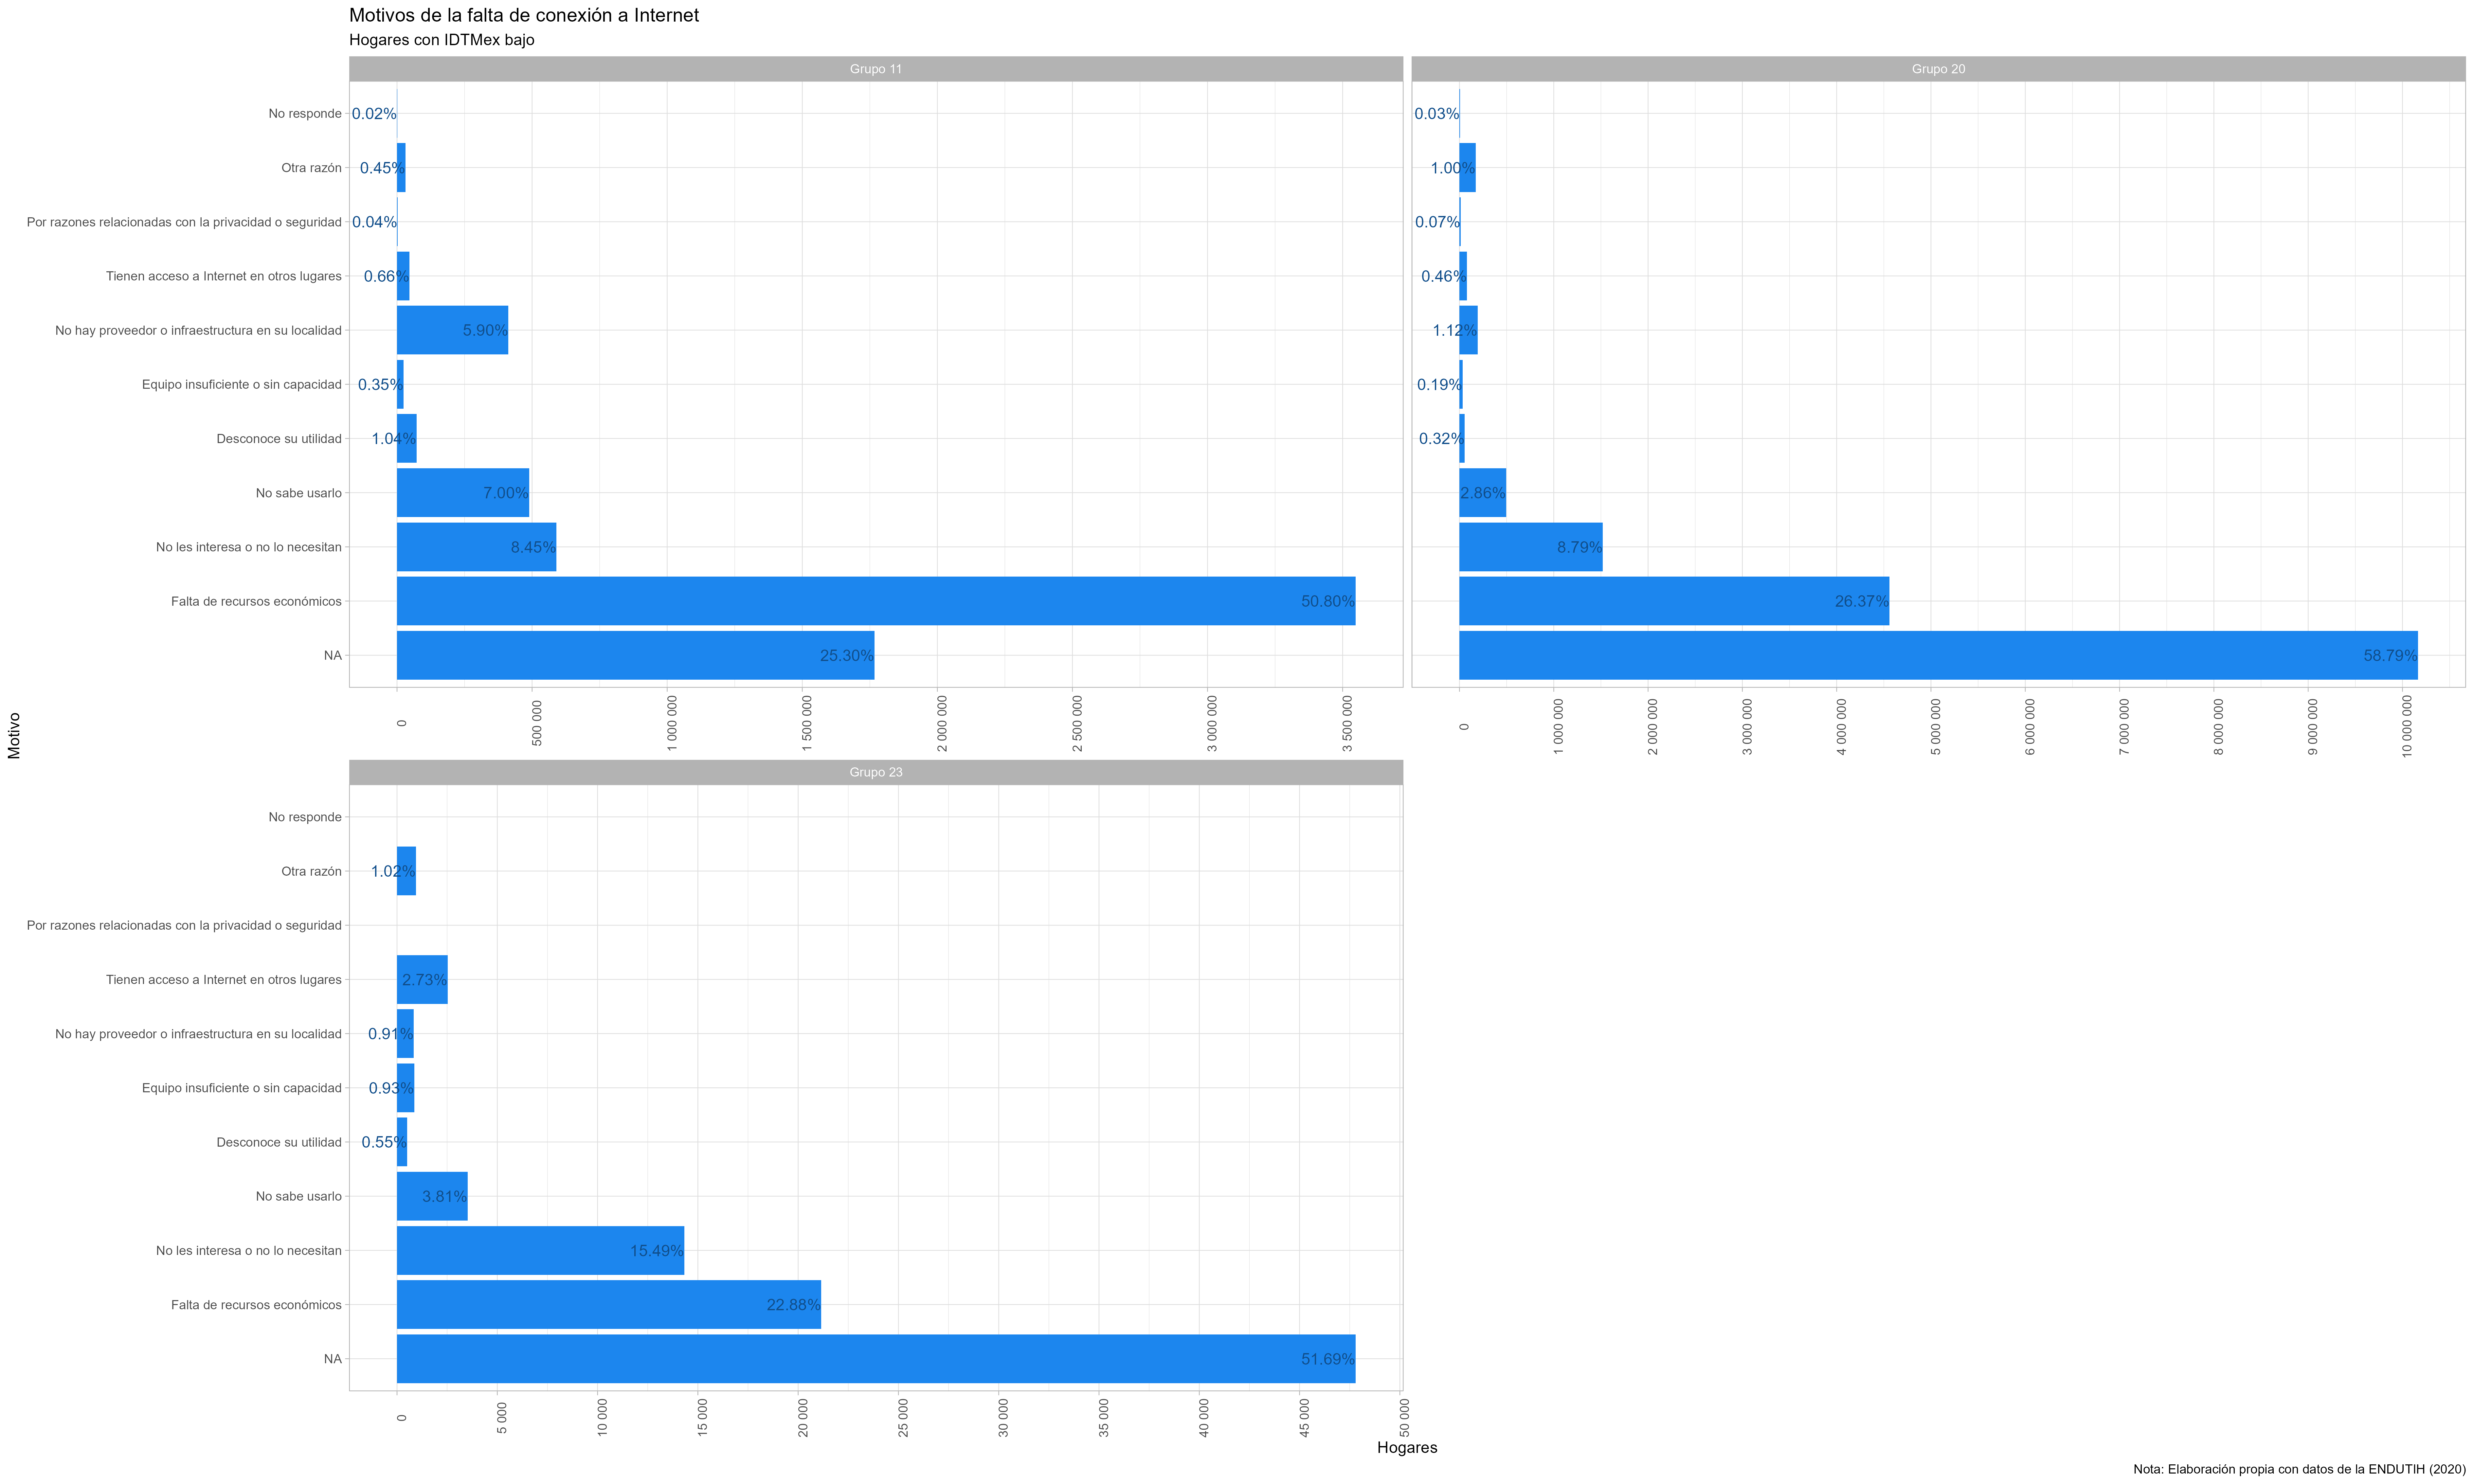 Motivos de la falta de conexión a Internet
Hogares con IDTMex bajo
Grupo 11
No responde
0.02%
Otra razón
0.45%
Por razones relacionadas con la privacidad o seguridad
0.04%
Tienen acceso a Internet en otros lugares
0.66%
No hay proveedor o infraestructura en su localidad
5.90%
Equipo insuficiente o sin capacidad
0.35%
Desconoce su utilidad
1.04%
No sabe usarlo
7.00%
No les interesa o no lo necesitan
8.45%
Falta de recursos económicos
50.80%
NA
25.30%
0
500 000
1 000 000
1 500 000
2 000 000
2 500 000
3 000 000
3 500 000
Grupo 20
0.03%
1.00%
0.07%
0.46%
1.12%
0.19%
0.32%
2.86%
8.79%
26.37%
58.79%
0
1 000 000
2 000 000
3 000 000
4 000 000
5 000 000
6 000 000
7 000 000
8 000 000
9 000 000
10 000 000
Motivo
Grupo 23
No responde
Otra razón
1.02%
Por razones relacionadas con la privacidad o seguridad
Tienen acceso a Internet en otros lugares
2.73%
No hay proveedor o infraestructura en su localidad
0.91%
Equipo insuficiente o sin capacidad
0.93%
Desconoce su utilidad
0.55%
No sabe usarlo
3.81%
No les interesa o no lo necesitan
15.49%
Falta de recursos económicos
22.88%
NA
51.69%
0
5 000
10 000
15 000
20 000
25 000
30 000
35 000
40 000
45 000
50 000
Hogares
Nota: Elaboración propia con datos de la ENDUTIH (2020)